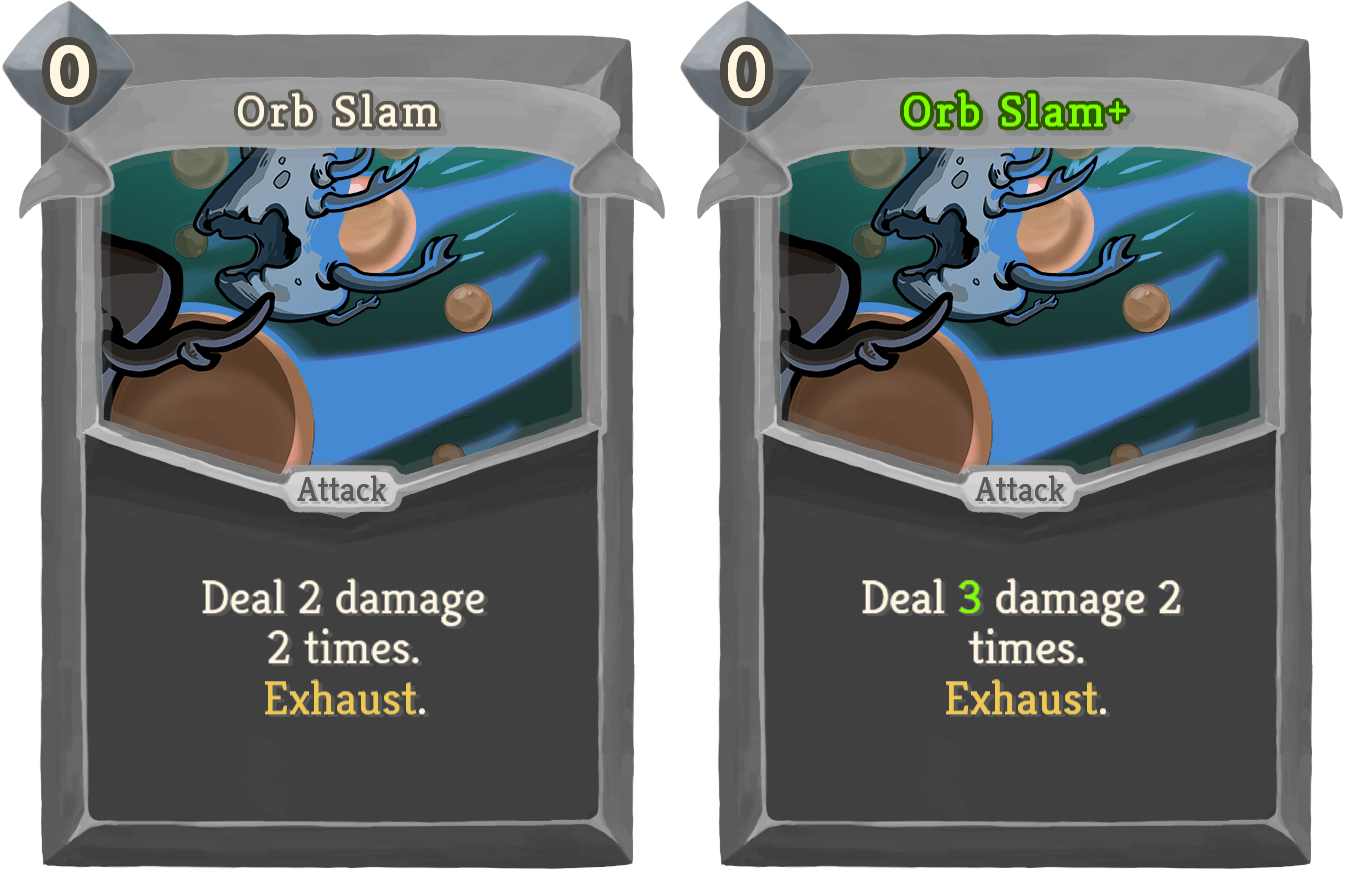 0
Orb Slam
Attack
Deal 2 damage
2 times.
Exhaust.
0
Orb Slam+
Attack
Deal 3 damage 2
times.
Exhaust.